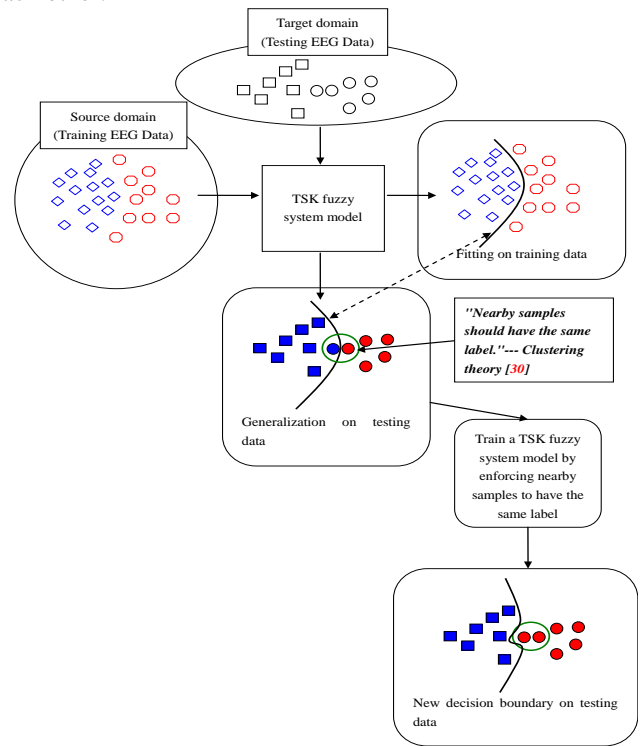 Target domain
(Testing EEG Data)
Source domain
(Training EEG Data)
TSK fuzzy
system model
Fitting on training data
"Nearby samples
should have the same
label."--- Clustering
theory [30]
Generalization on testing
data
Train a TSK fuzzy
system model by
enforcing nearby
samples to have the
same label
New decision boundary on testing
data